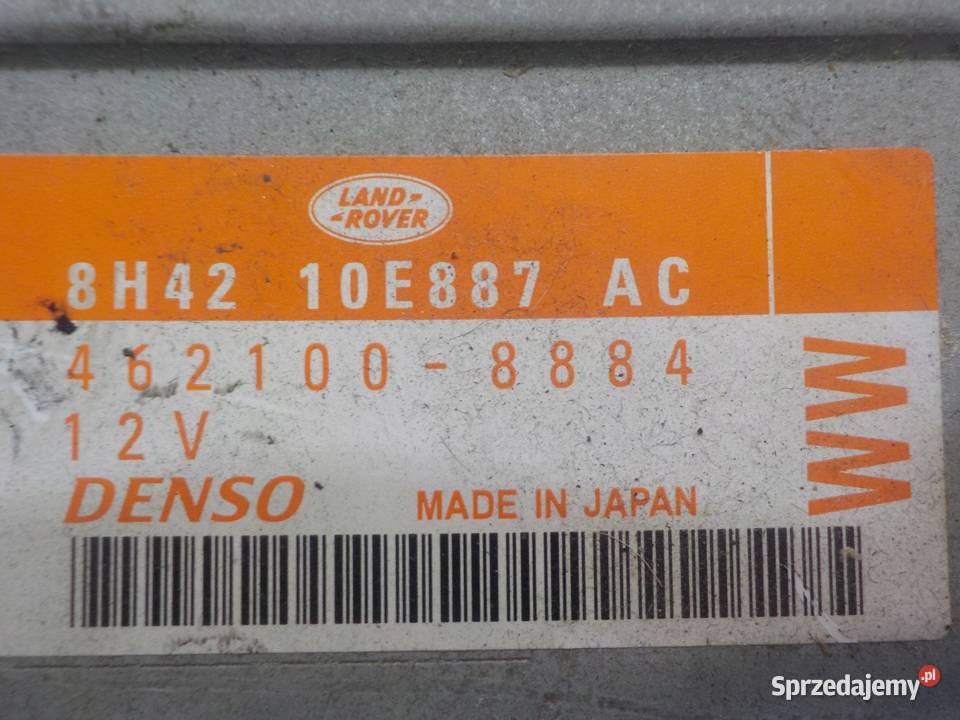 LAND-
-ROVER
8H42 10E887 AC
462100-8884
12V
DENSO
MADE IN JAPAN
WW
Sprzedajemy.pl